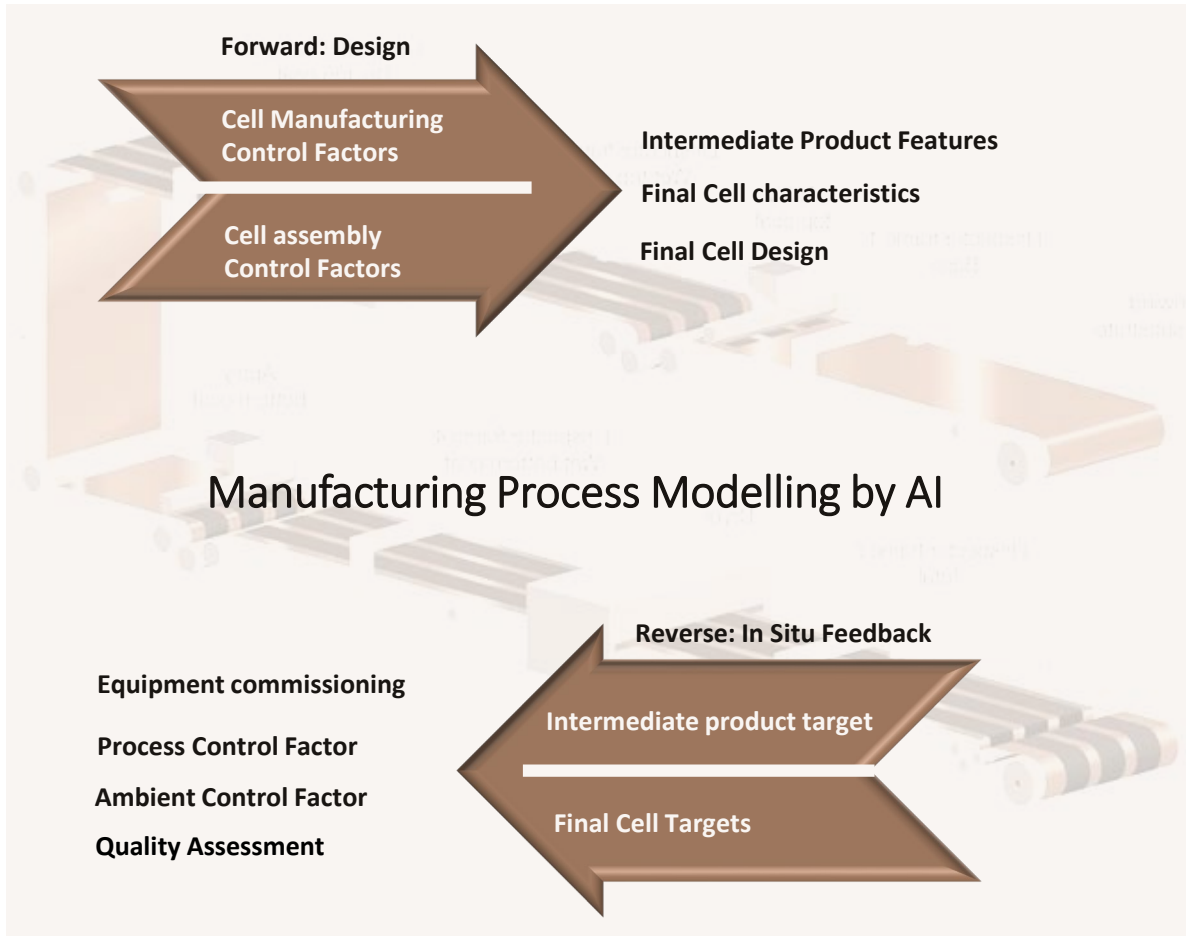 Forward: Design
Cell Manufacturing
Control Factors
Cell assembly
Control Factors
Intermediate Product Features
Final Cell characteristics
Final Cell Design
Manufacturing Process Modelling by AI
Reverse: In Situ Feedback
Intermediate product target
Final Cell Targets
Equipment commissioning
Process Control Factor
Ambient Control Factor
Quality Assessment